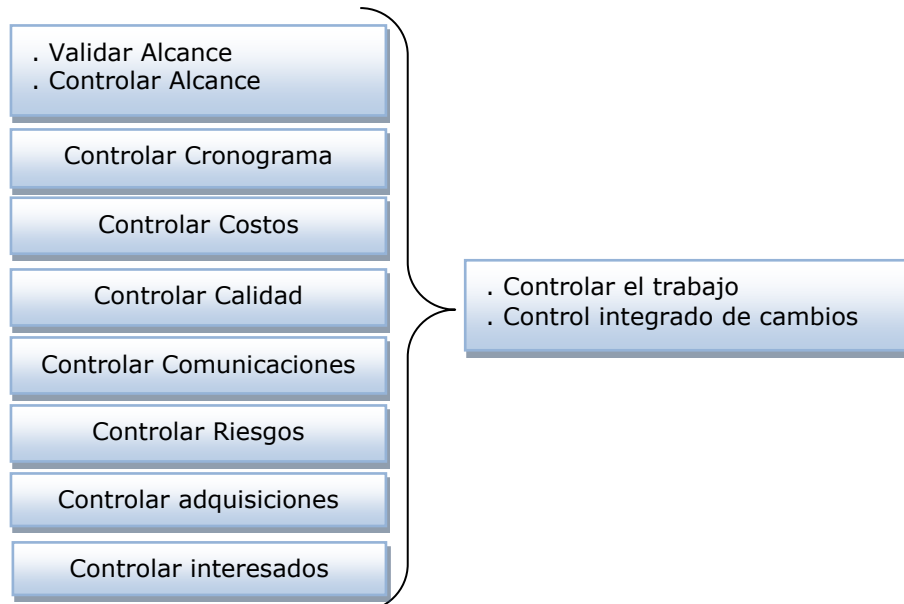 . Validar Alcance
. Controlar Alcance
Controlar Cronograma
Controlar Costos
Controlar Calidad
Controlar Comunicaciones
Controlar Riesgos
Controlar adquisiciones
Controlar interesados
. Controlar el trabajo
. Control integrado de cambios